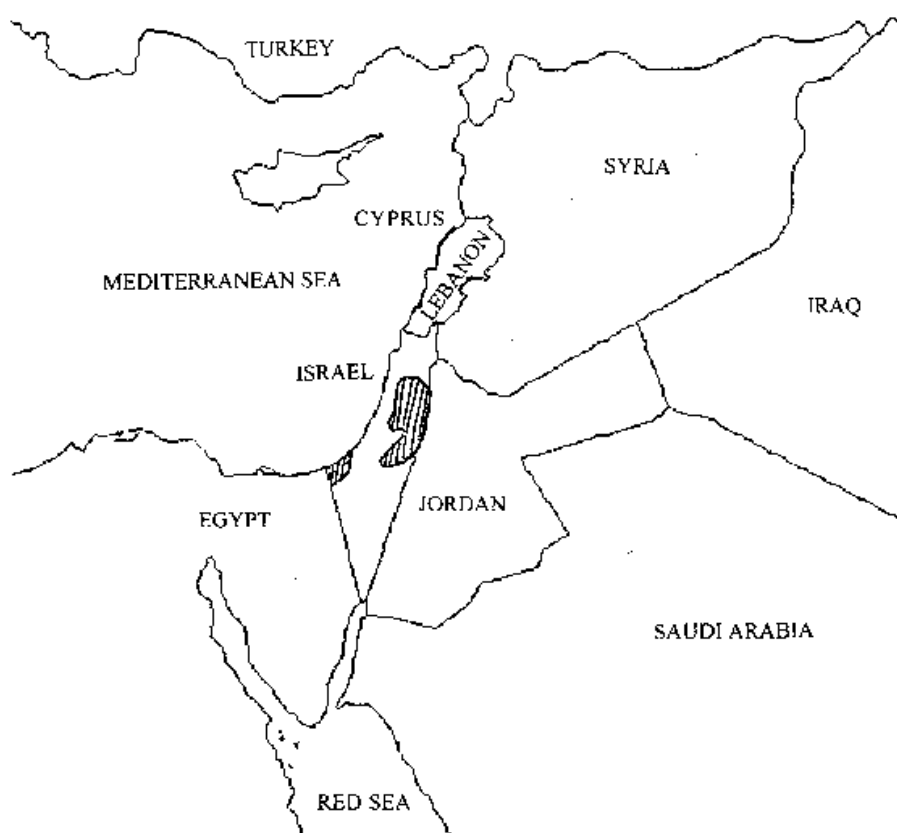 TURKEY
SYRIA
CYPRUS
LEBANON
MEDITERRANEAN SEA
IRAQ
ISRAEL
JORDAN
EGYPT
SAUDI ARABIA
RED SEA